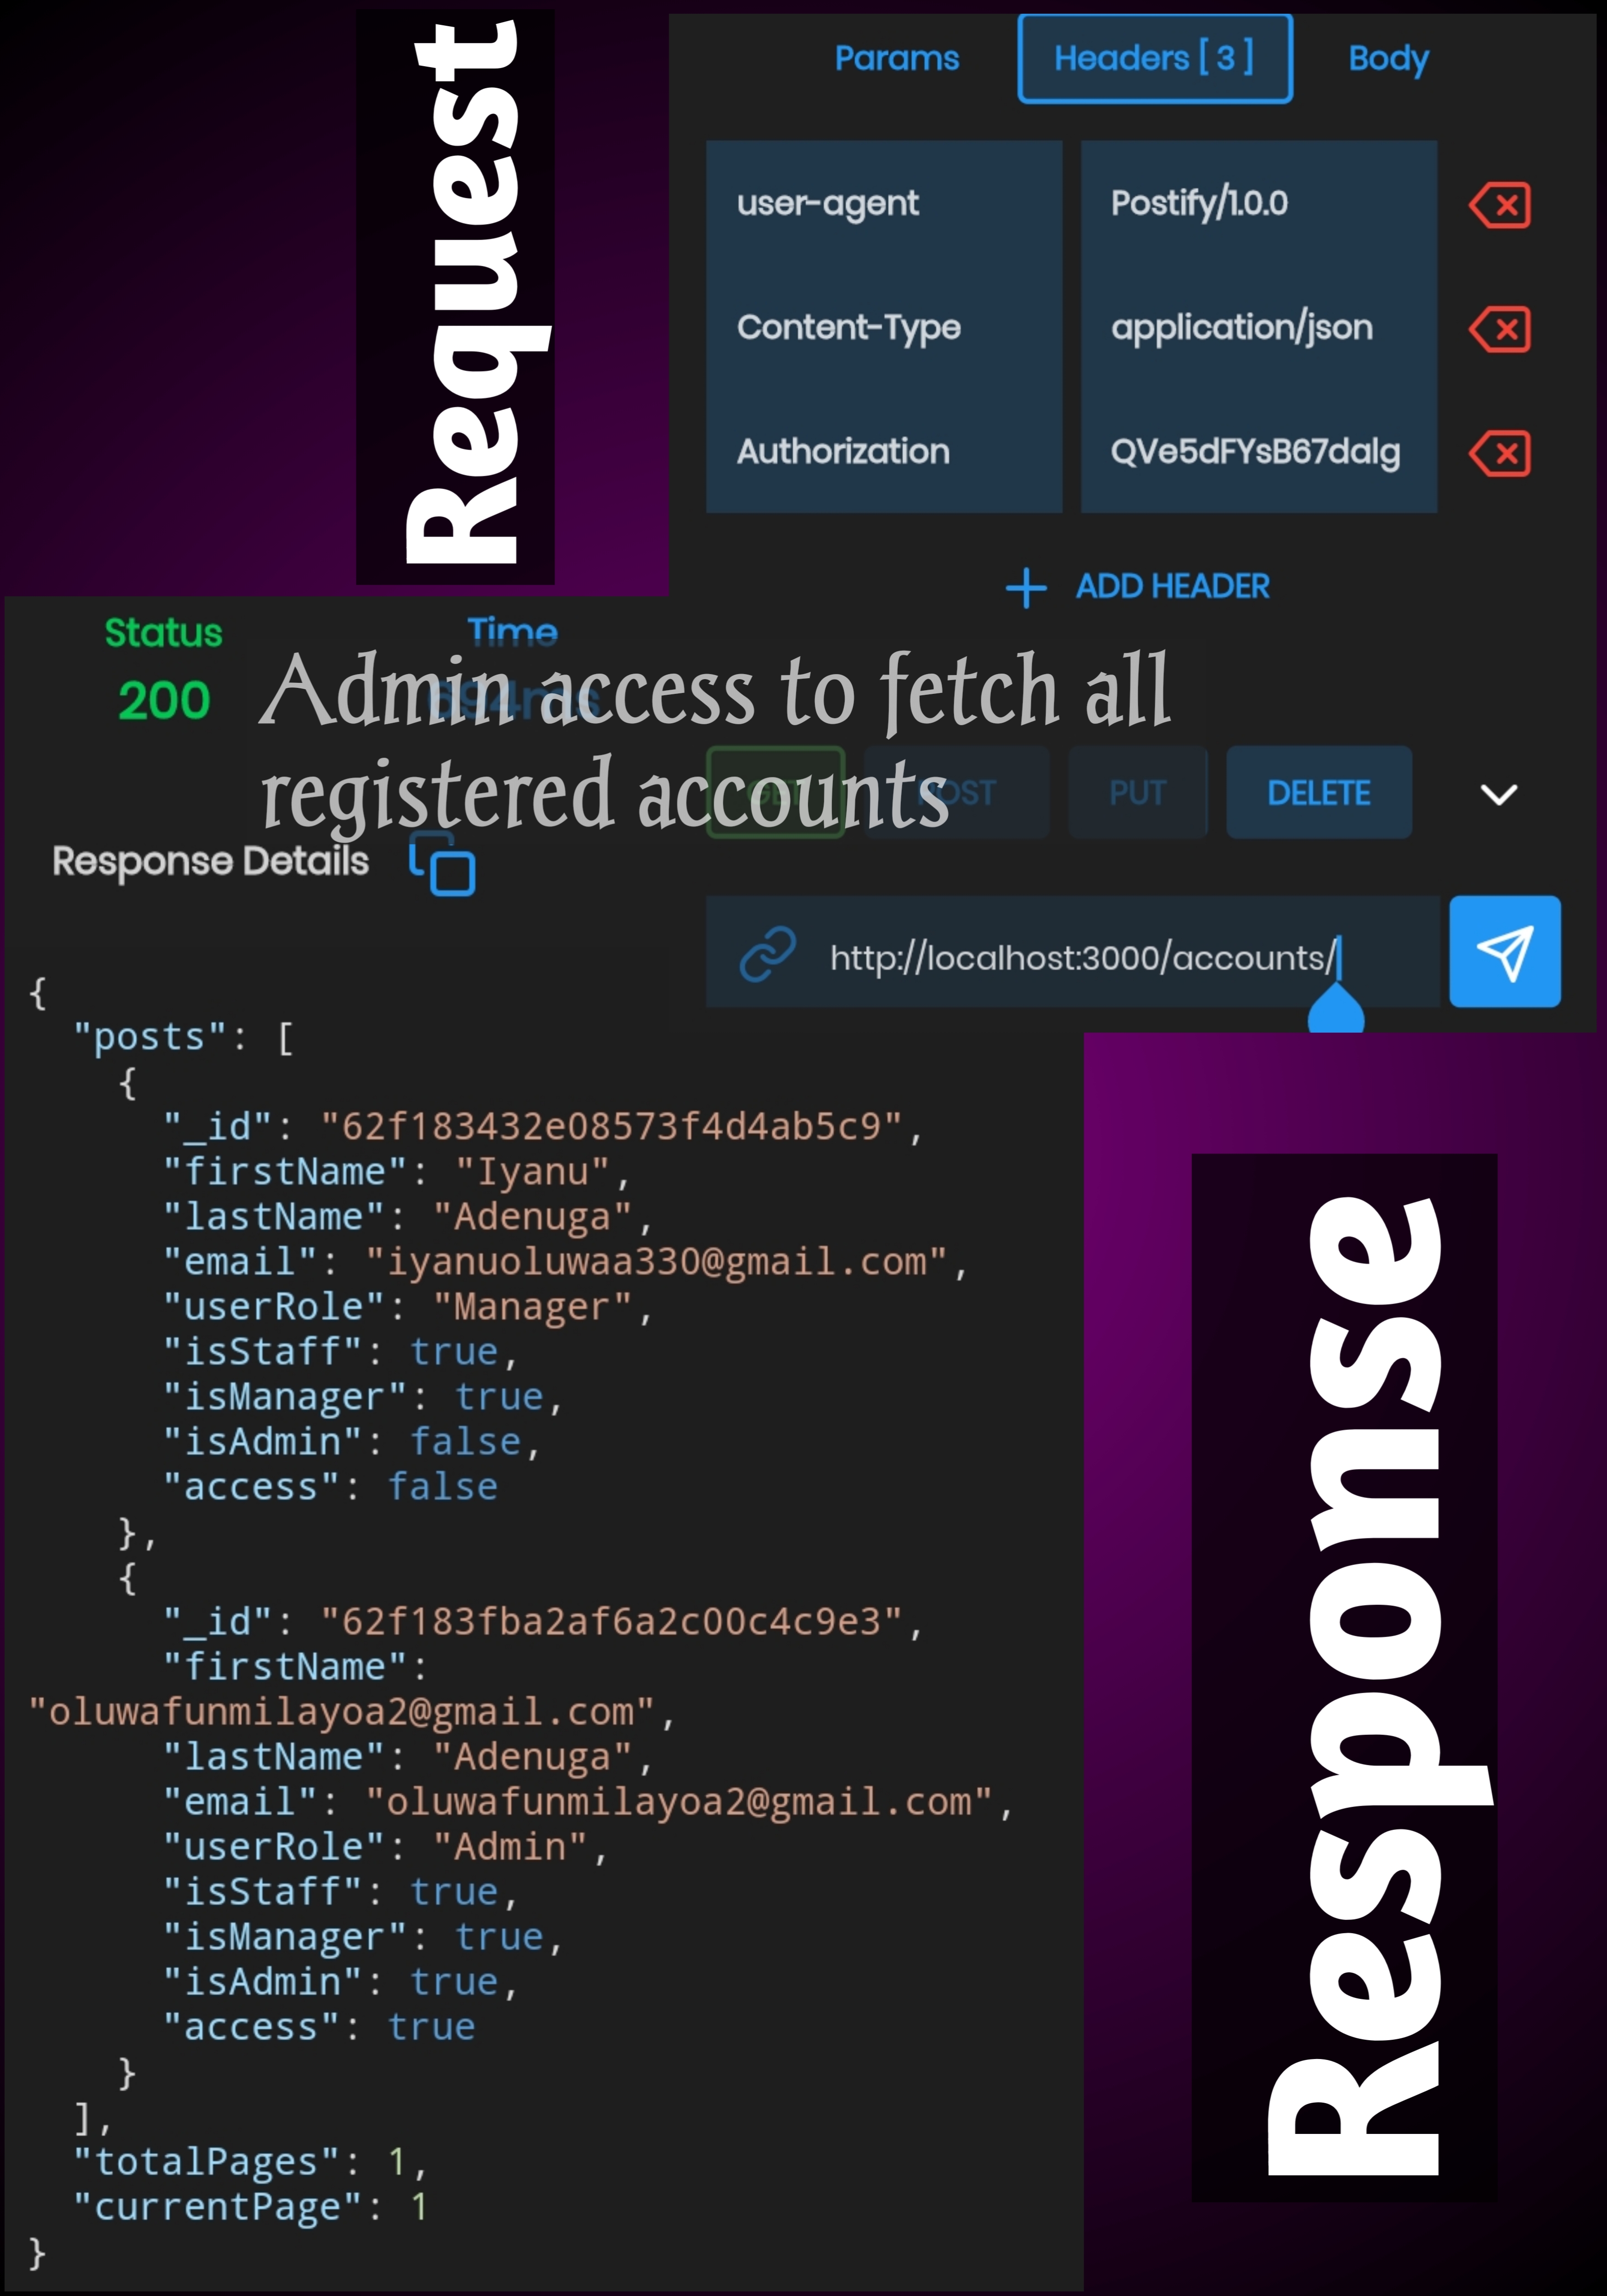 Request
Params Headers [ 3 ] Body
user-agent Postify/1.0.0
Content-Type application/json
Authorization QVe5dFYsB67dalg
ADD HEADER
Status Time
200 694ms
Admin access to fetch all
registered accounts
GET POST PUT DELETE
Response Details
http://localhost:3000/accounts/
{
"posts": [
{
"_id": "62f183432e08573f4d4ab5c9",
"firstName": "Iyanu",
"lastName": "Adenuga",
"email": "iyanuoluwaa330@gmail.com",
"userRole": "Manager",
"isStaff": true,
"isManager": true,
"isAdmin": false,
"access": false
},
{
"_id": "62f183fba2af6a2c00c4c9e3",
"firstName":
"oluwafunmilayoa2@gmail.com",
"lastName": "Adenuga",
"email": "oluwafunmilayoa2@gmail.com",
"userRole": "Admin",
"isStaff": true,
"isManager": true,
"isAdmin": true,
"access": true
}
],
"totalPages": 1,
"currentPage": 1
}
Response